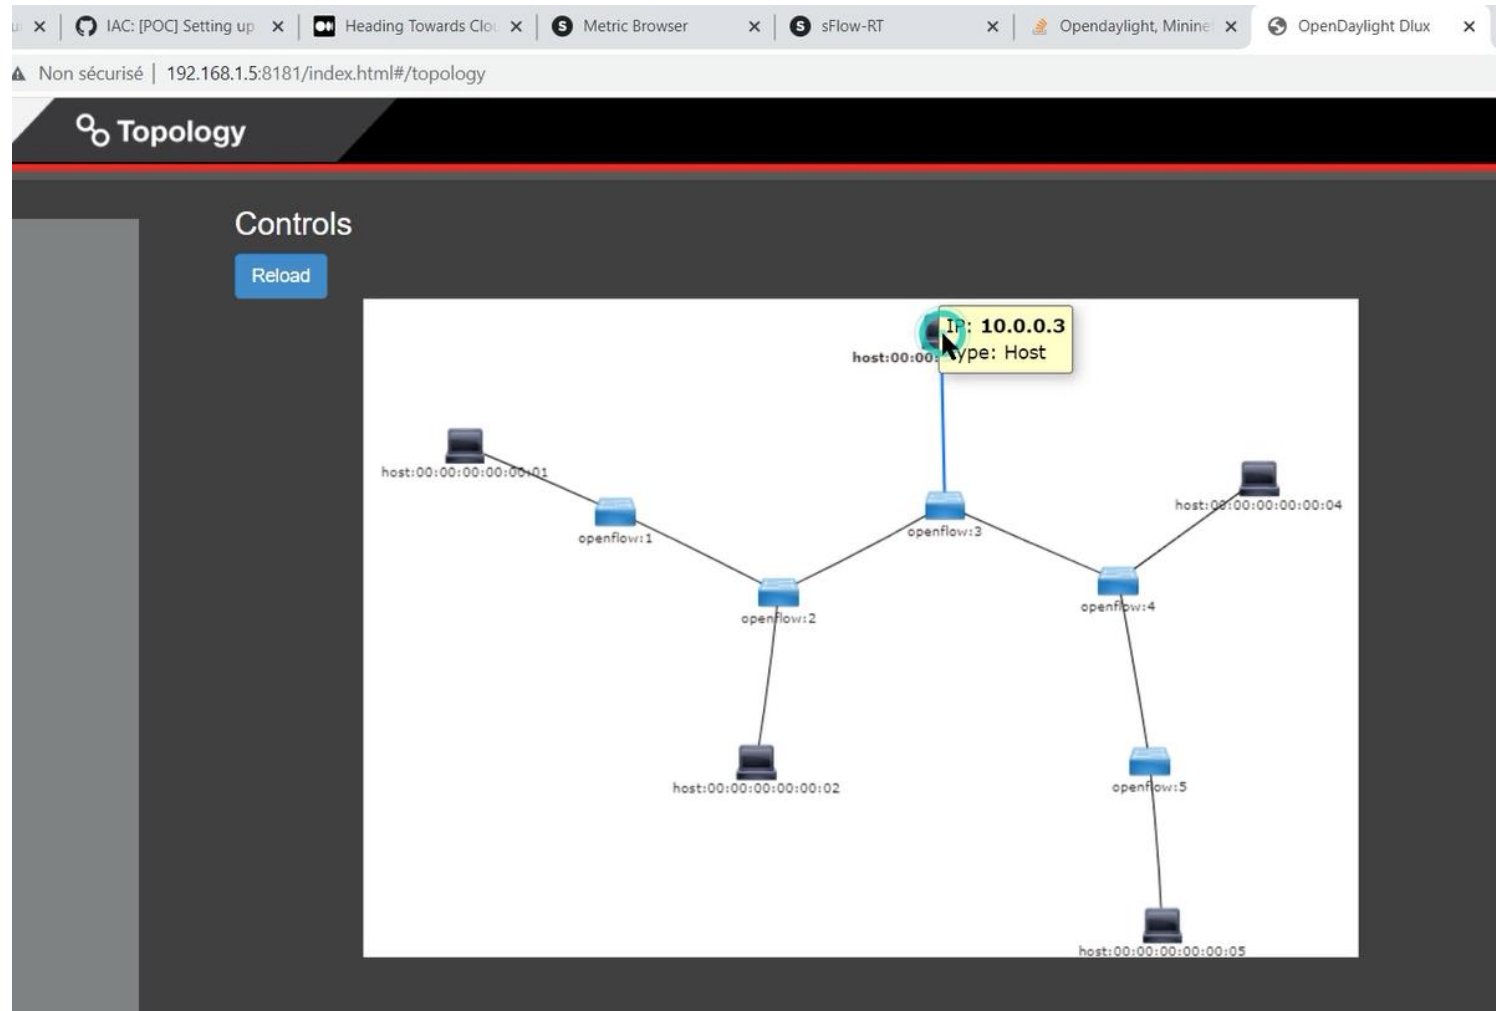 IAC: [POC] Setting up
Heading Towards Clou
Metric Browser
sFlow-RT
Opendaylight, Minine
OpenDaylight Dlux
Non sécurisé | 192.168.1.5:8181/index.html#/topology
Topology
Controls
Reload
IP: 10.0.0.3
Type: Host
host:00:00:
host:00:00:00:00:00:01
host:00:00:00:00:00:04
openflow:1
openflow:3
openflow:2
openflow:4
host:00:00:00:00:00:02
openflow:5
host:00:00:00:00:00:05